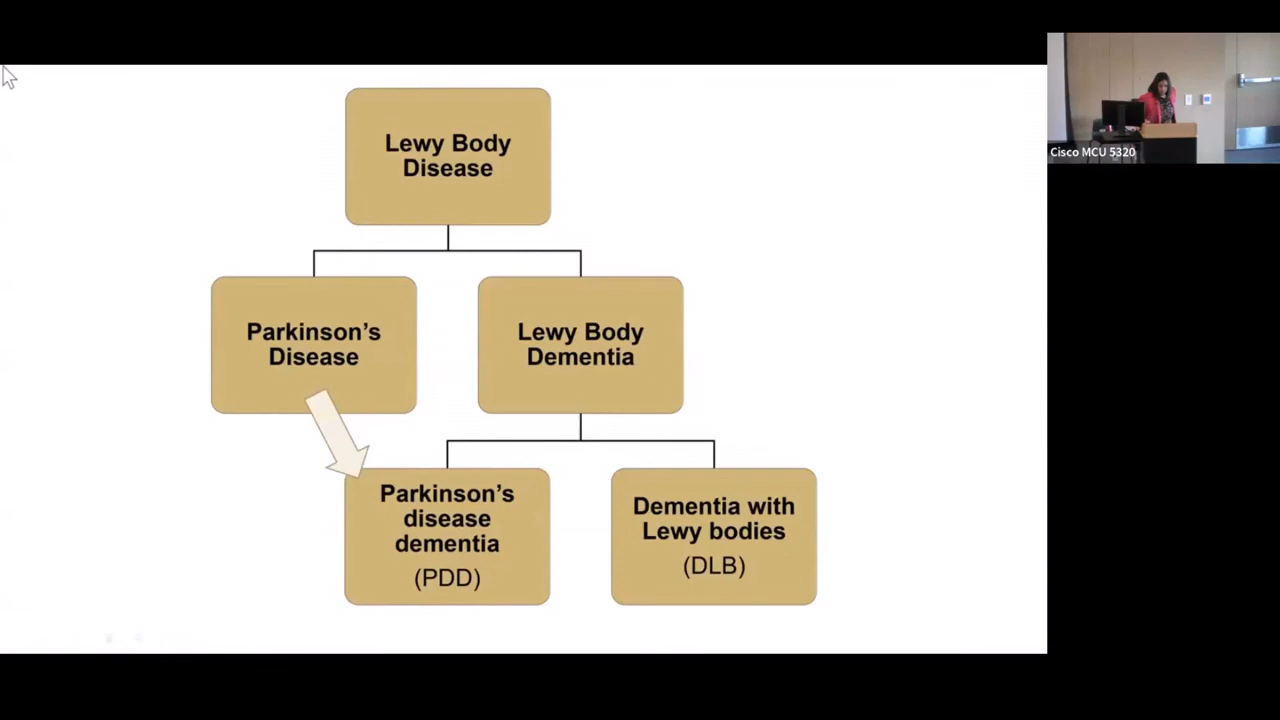 Lewy Body
Disease
Parkinson's
Disease
Lewy Body
Dementia
Parkinson's
disease
dementia
(PDD)
Dementia with
Lewy bodies
(DLB)
Cisco MCU 5320